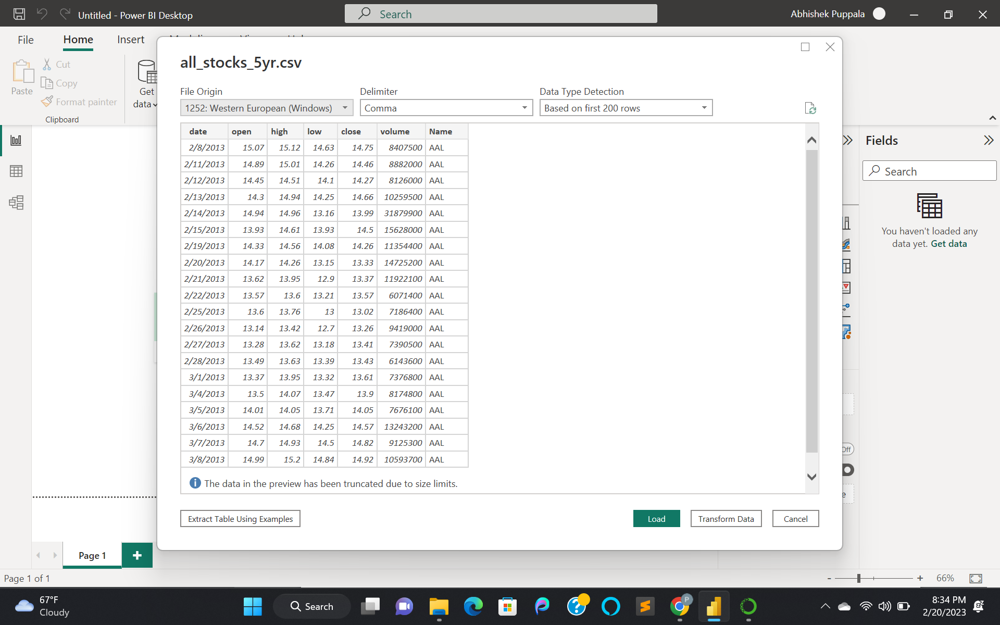 Untitled - Power BI Desktop
Search
Abhishek Puppala
File
Home
Insert
Paste
Cut
Copy
Format painter
Clipboard
Get
data
all_stocks_5yr.csv
File Origin
Delimiter
Data Type Detection
1252: Western European (Windows)
Comma
Based on first 200 rows
date open high low close volume Name
2/8/2013 15.07 15.12 14.63 14.75 8407500 AAL
2/11/2013 14.89 15.01 14.26 14.46 8882000 AAL
2/12/2013 14.45 14.51 14.1 14.27 8126000 AAL
2/13/2013 14.3 14.94 14.25 14.66 10259500 AAL
2/14/2013 14.94 14.96 13.16 13.99 31879900 AAL
2/15/2013 13.93 14.61 13.93 14.5 15628000 AAL
2/19/2013 14.33 14.56 14.08 14.26 11354400 AAL
2/20/2013 14.17 14.26 13.15 13.33 14725200 AAL
2/21/2013 13.62 13.95 12.9 13.37 11922100 AAL
2/22/2013 13.57 13.6 13.21 13.57 6071400 AAL
2/25/2013 13.6 13.76 13 13.02 7186400 AAL
2/26/2013 13.14 13.42 12.7 13.26 9419000 AAL
2/27/2013 13.28 13.62 13.18 13.41 7390500 AAL
2/28/2013 13.49 13.63 13.39 13.43 6143600 AAL
3/1/2013 13.37 13.95 13.32 13.61 7376800 AAL
3/4/2013 13.5 14.07 13.47 13.9 8174800 AAL
3/5/2013 14.01 14.05 13.71 14.05 7676100 AAL
3/6/2013 14.52 14.68 14.25 14.57 13243200 AAL
3/7/2013 14.7 14.93 14.5 14.82 9125300 AAL
3/8/2013 14.99 15.2 14.84 14.92 10593700 AAL
The data in the preview has been truncated due to size limits.
Extract Table Using Examples
Load
Transform Data
Cancel
Fields
Search
You haven't loaded any
data yet. Get data
Off
Page 1
Page 1 of 1
- + 66%
67°F
Cloudy
Search
P
8:34 PM
2/20/2023